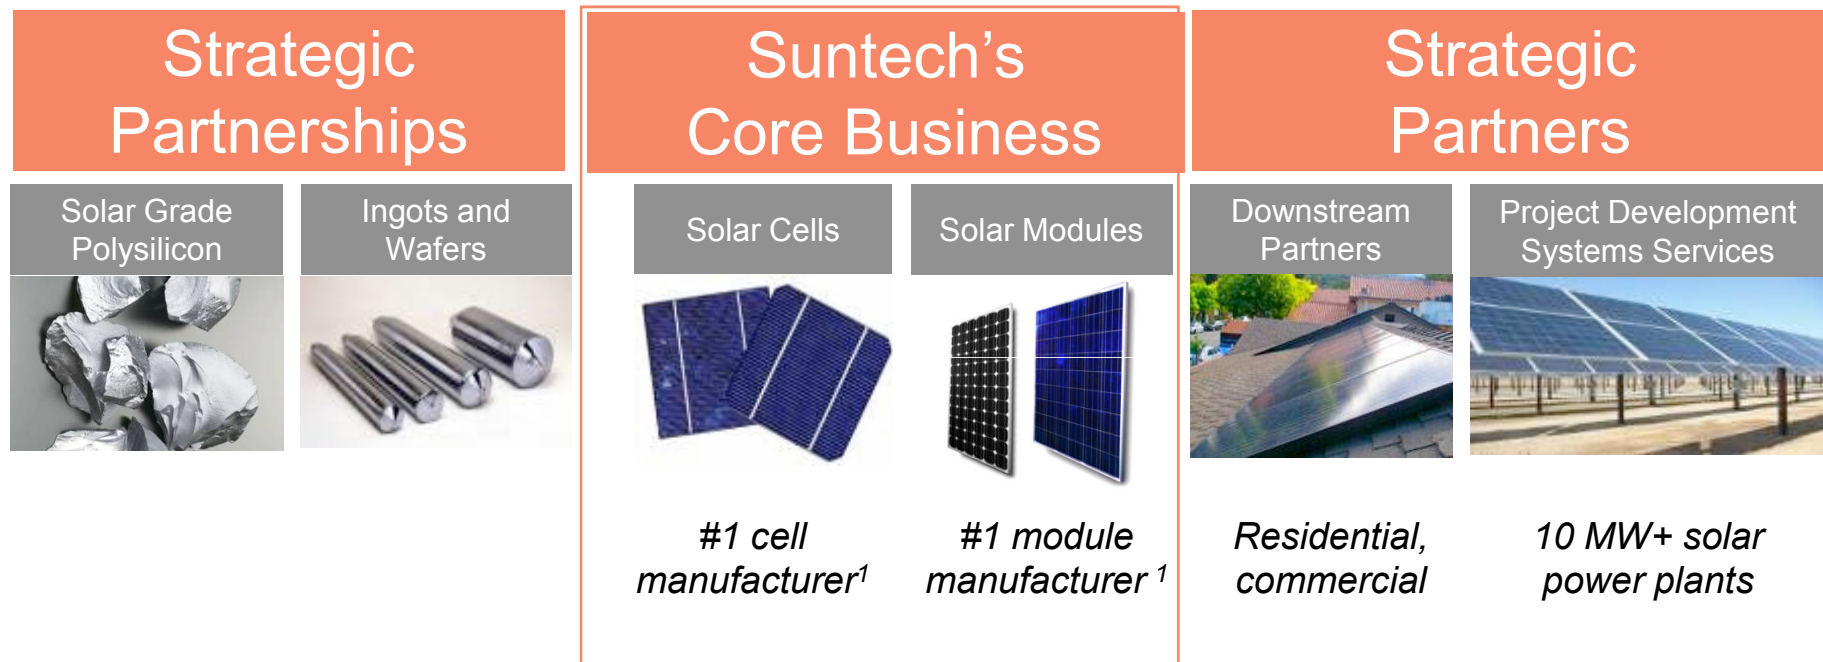 Strategic
Partnerships
Suntech’s
Core Business
Strategic
Partners
Solar Grade
Polysilicon
Ingots and
Wafers
Solar Cells
Solar Modules
Downstream
Partners
Project Development
Systems Services
#1 cell
manufacturer¹
#1 module
manufacturer ¹
Residential,
commercial
10 MW+ solar
power plants